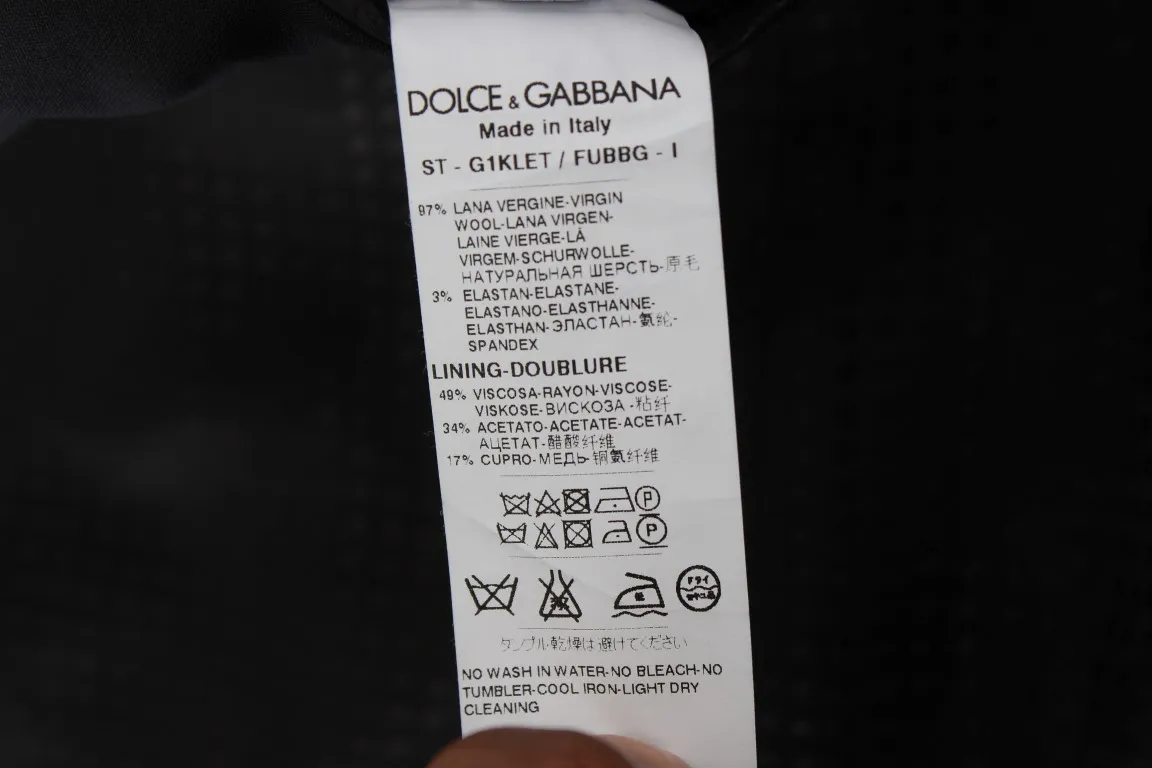 DOLCE & GABBANA
Made in Italy
ST - G1KLET / FUBBG - I
97% LANA VERGINE-VIRGIN
WOOL-LANA VIRGEN-
LAINE VIERGE-LÃ
VIRGEM-SCHURWOLLE-
НАТУРАЛЬНАЯ ШЕРСТЬ-原毛
3% ELASTAN-ELASTANE-
ELASTANO-ELASTHANNE-
ELASTHAN-ЭЛАСТАН-氨纶-
SPANDEX
LINING-DOUBLURE
49% VISCOSA-RAYON-VISCOSE-
VISKOSE-ВИСКОЗА-粘纤
34% ACETATO-ACETATE-ACETAT-
АЦЕТАТ-醋酸纤维
17% CUPRO-МЕДЬ-铜氨纤维
P
P
低 ドライ
タンブル乾燥は避けてください
NO WASH IN WATER-NO BLEACH-NO
TUMBLER-COOL IRON-LIGHT DRY
CLEANING